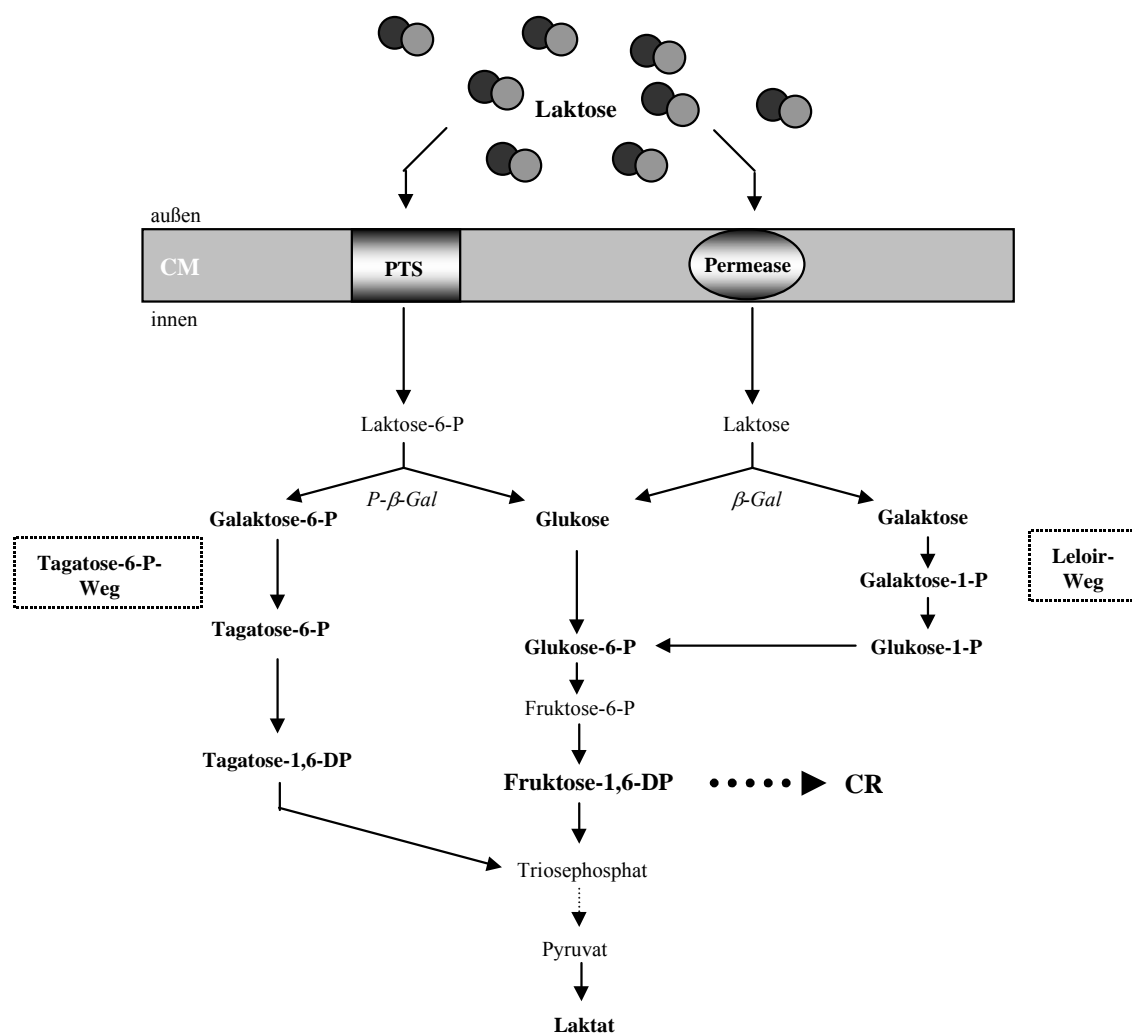 Laktose
außen
CM
PTS
Permease
innen
Laktose-6-P
Laktose
P-β-Gal
β-Gal
Galaktose-6-P
Glukose
Galaktose
Tagatose-6-P-
Weg
Leloir-
Weg
Galaktose-1-P
Tagatose-6-P
Glukose-6-P
Glukose-1-P
Fruktose-6-P
Tagatose-1,6-DP
Fruktose-1,6-DP
CR
Triosephosphat
Pyruvat
Laktat